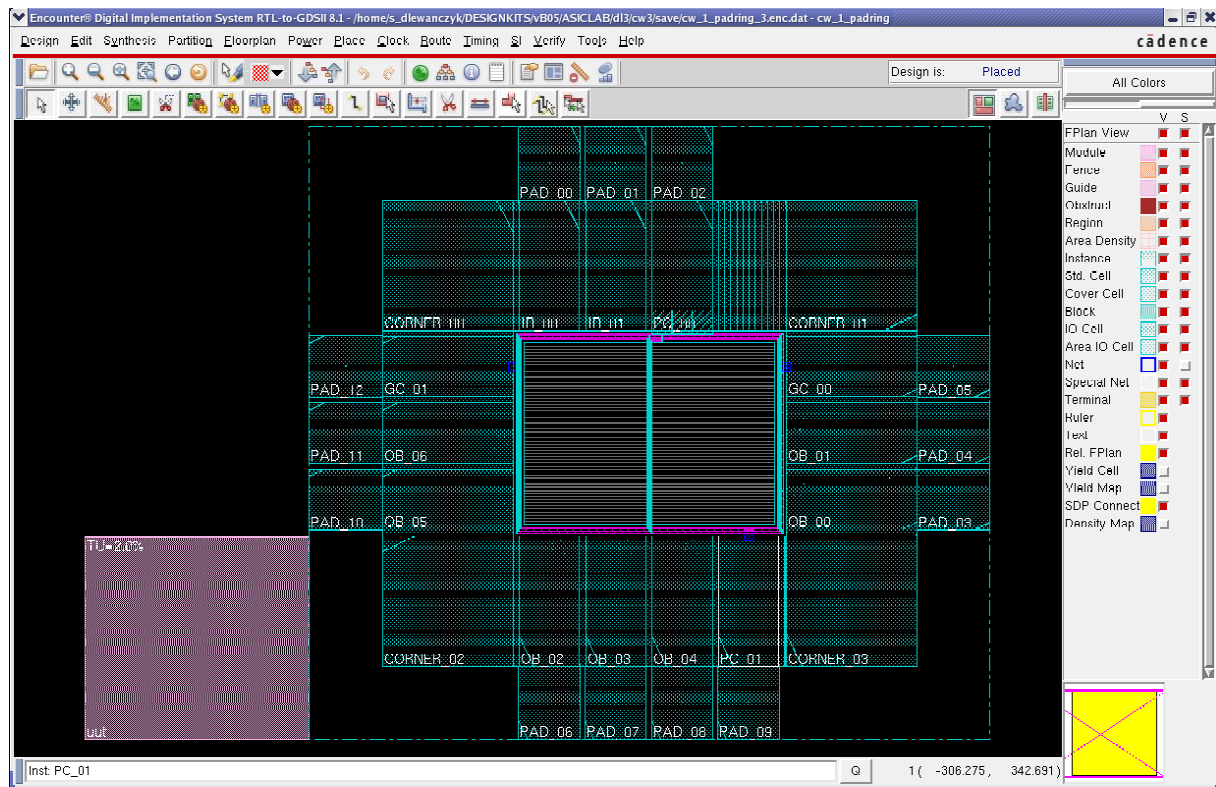 Encounter® Digital Implementation System RTL-to-GDSII 8.1 - /home/s_dlewanczyk/DESIGNKITS/vB05/ASICLAB/dl3/cw3/save/cw_1_padring_3.enc.dat - cw_1_padring
Design Edit Synthesis Partition Floorplan Power Place Clock Route Timing SI Verify Tools Help
cādence
Design is: Placed
All Colors
V S
FPlan View
Module
Fence
Guide
Obstruct
Region
Area Density
Instance
Std. Cell
Cover Cell
Block
IO Cell
Area IO Cell
Net
Special Net
Terminal
Ruler
Text
Rel. FPlan
Yield Cell
Yield Map
SDP Connect
Density Map
PAD_00 PAD_01 PAD_02
CORNER_00 ID_00 ID_01 PG_00 CORNER_01
PAD_12 GC_01 GC_00 PAD_05
PAD_11 OB_06 OB_01 PAD_04
PAD_10 OB_05 OB_00 PAD_03
TU=2.0%
CORNER_02 OB_02 OB_03 OB_04 PC_01 CORNER_03
uut
PAD_06 PAD_07 PAD_08 PAD_09
Inst: PC_01
Q
1 ( -306.275, 342.691)